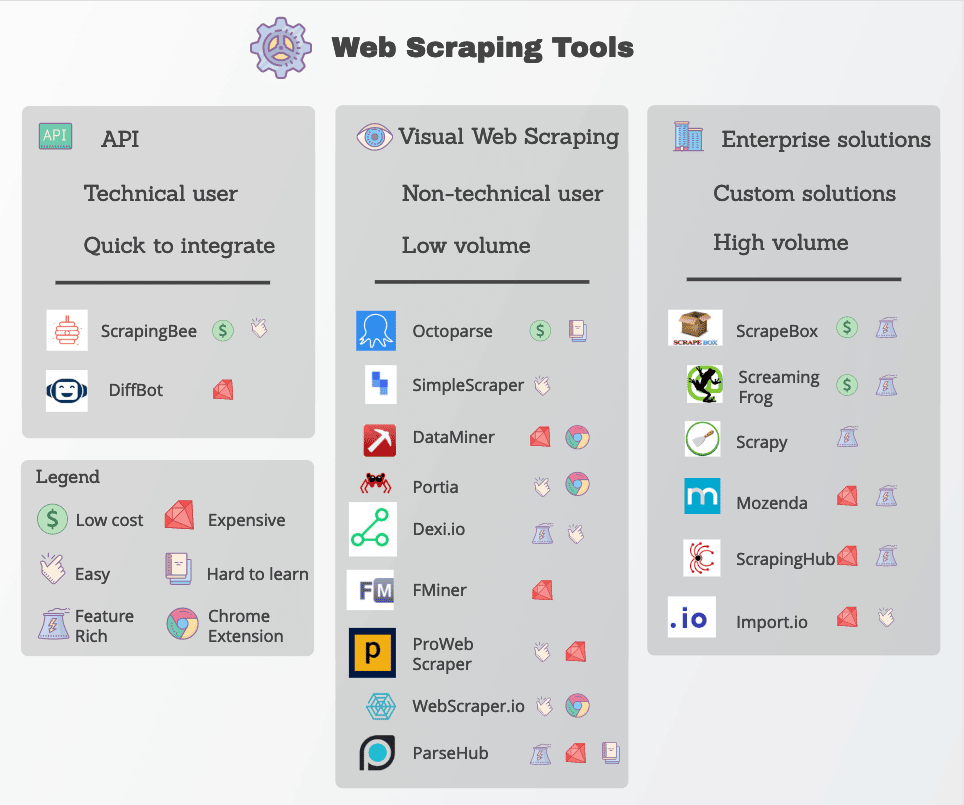 Web Scraping Tools
API
API
Technical user
Quick to integrate
ScrapingBee
$
DiffBot
Legend
$
Low cost
Expensive
Easy
Hard to learn
Feature
Rich
Chrome
Extension
Visual Web Scraping
Non-technical user
Low volume
Octoparse
$
SimpleScraper
DataMiner
Portia
Dexi.io
FM
FMiner
p
ProWeb
Scraper
WebScraper.io
ParseHub
Enterprise solutions
Custom solutions
High volume
SCRAPE BOX
ScrapeBox
$
Screaming
Frog
$
Scrapy
m
Mozenda
ScrapingHub
.io
Import.io